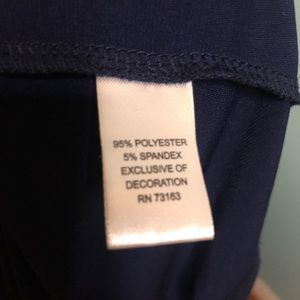 95% POLYESTER
5% SPANDEX
EXCLUSIVE OF
DECORATION
RN 73163